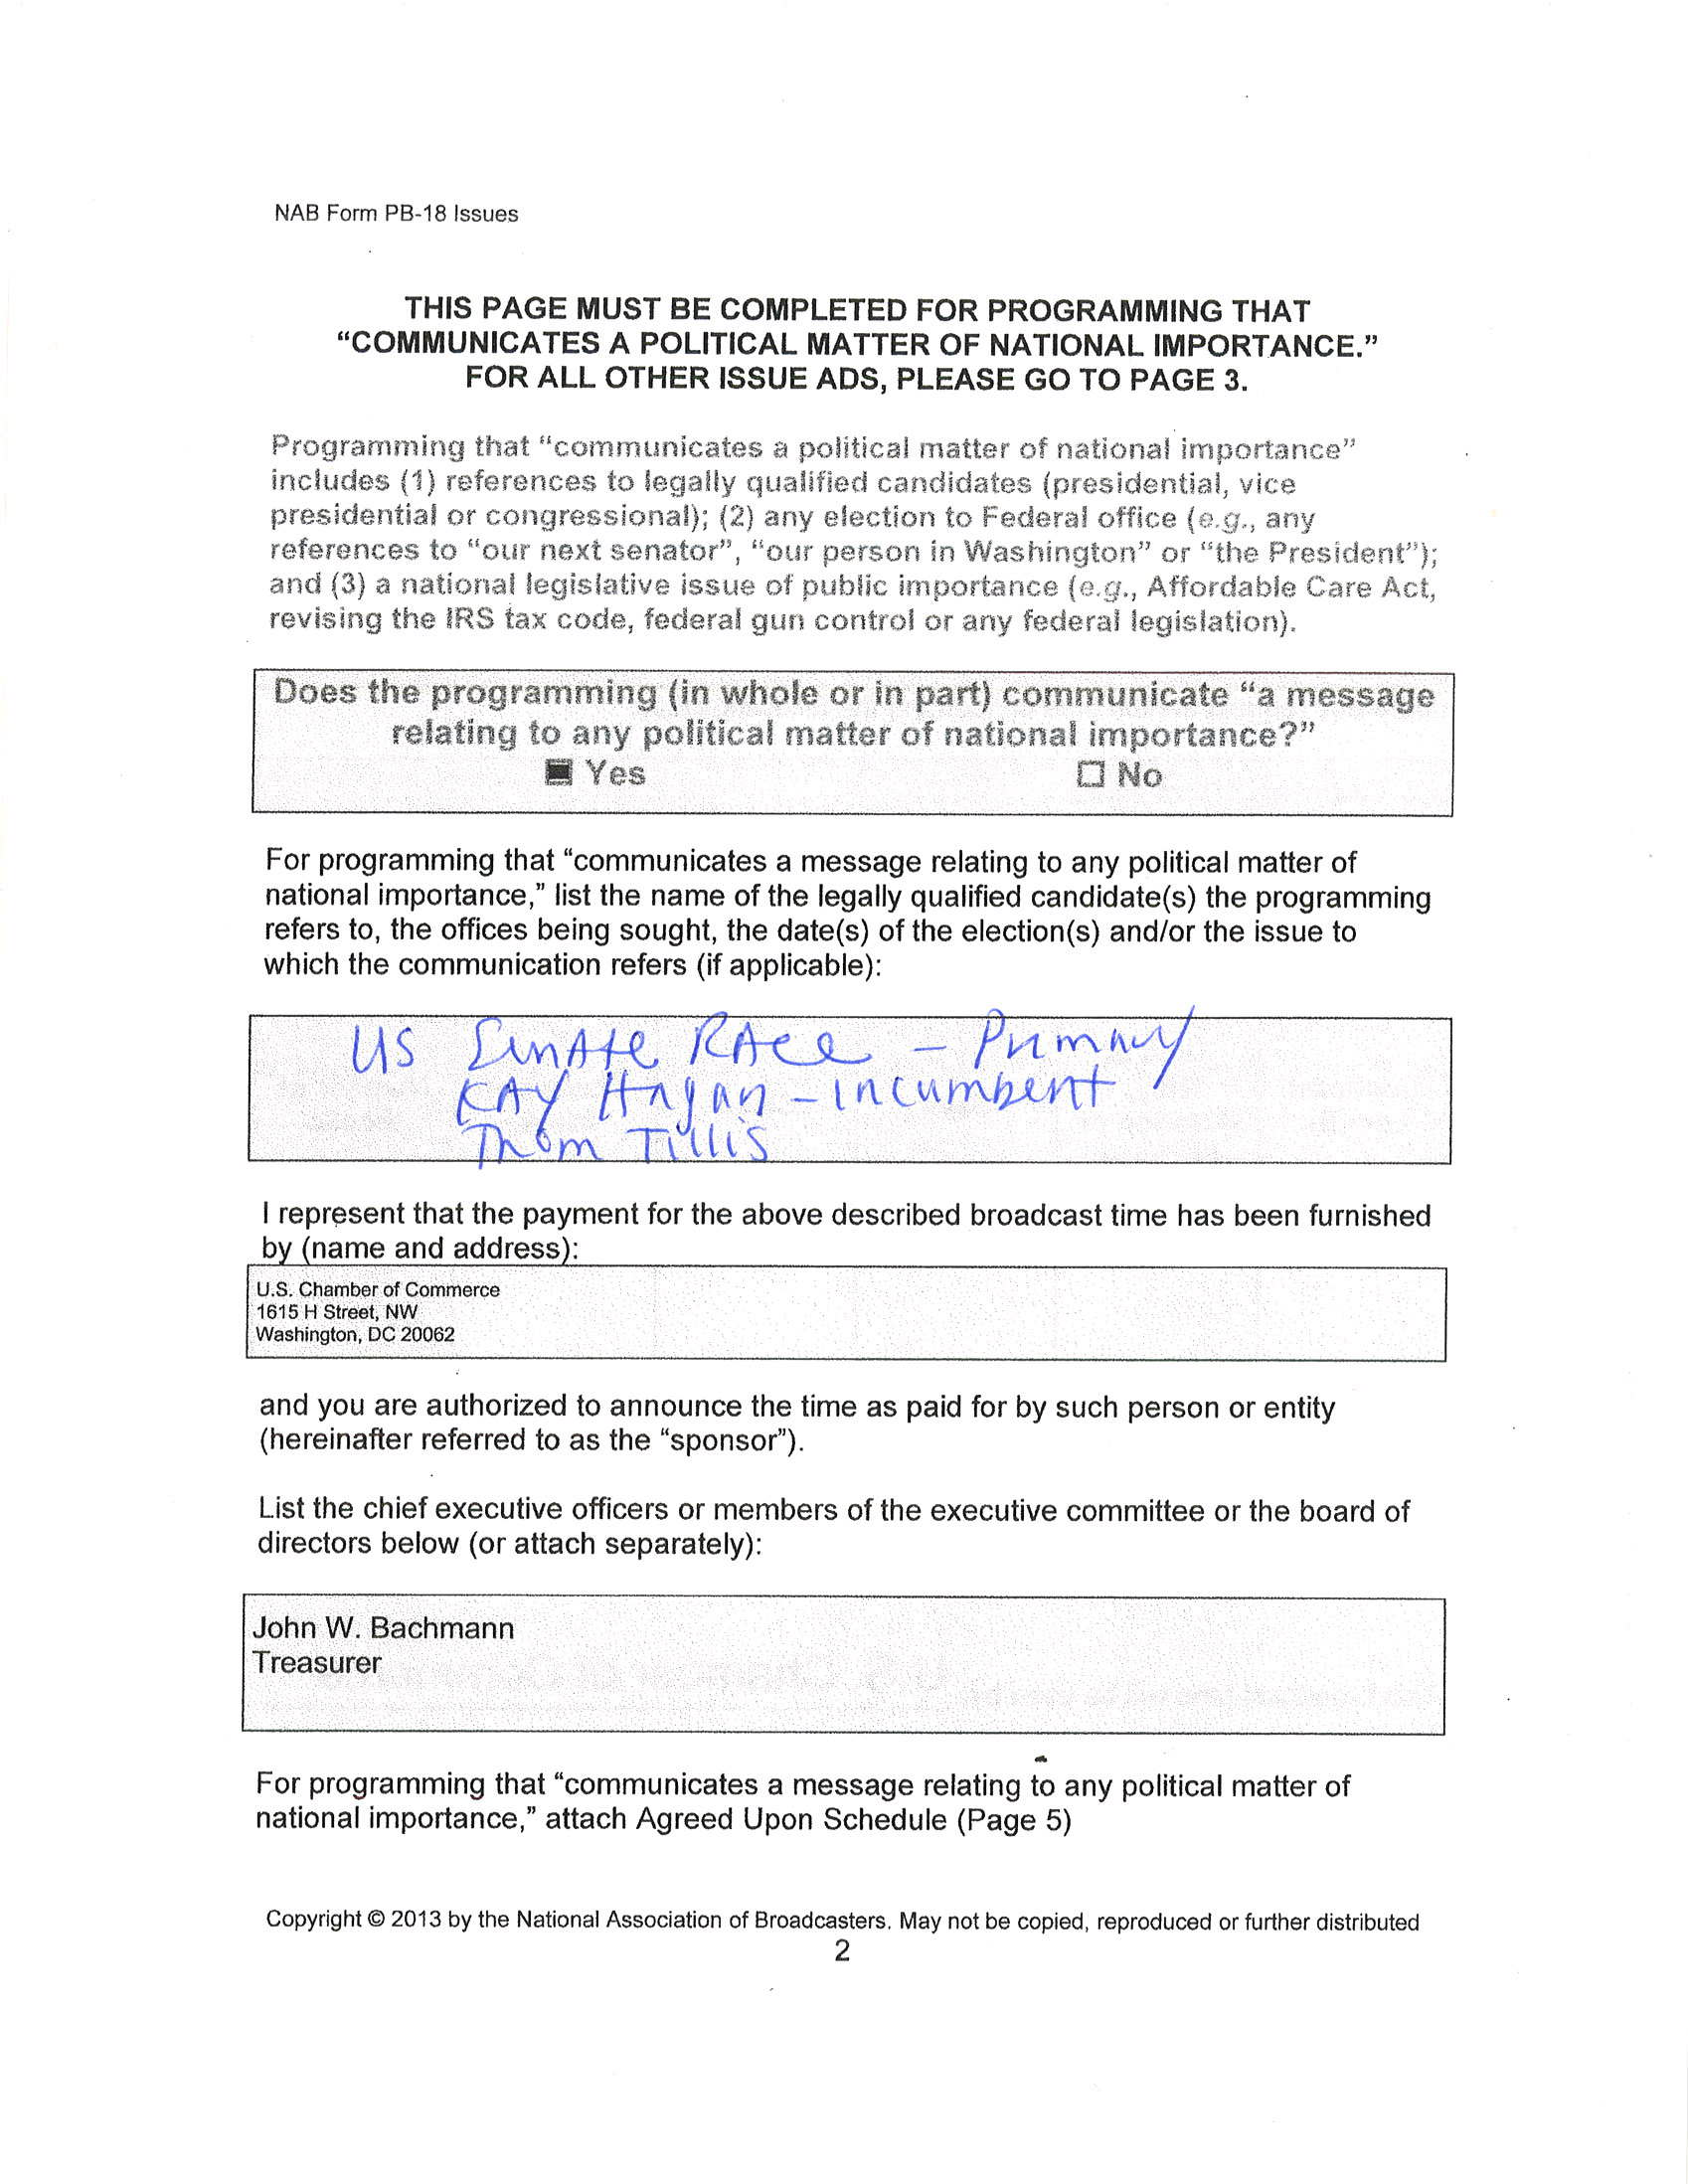 NAB Form PB-18 Issues
THIS PAGE MUST BE COMPLETED FOR PROGRAMMING THAT
“COMMUNICATES A POLITICAL MATTER OF NATIONAL IMPORTANCE.”
FOR ALL OTHER ISSUE ADS, PLEASE GO TO PAGE 3.
Programming that “communicates a political matter of national importance”
includes (1) references to legally qualified candidates (presidential, vice
presidential or congressional); (2) any election to Federal office (e.g., any
references to “our next senator”, “our person in Washington” or “the President”);
and (3) a national legislative issue of public importance (e.g., Affordable Care Act,
revising the IRS tax code, federal gun control or any federal legislation).
Does the programming (in whole or in part) communicate “a message
relating to any political matter of national importance?”
■ Yes □ No
For programming that “communicates a message relating to any political matter of
national importance,” list the name of the legally qualified candidate(s) the programming
refers to, the offices being sought, the date(s) of the election(s) and/or the issue to
which the communication refers (if applicable):
US Senate Race - Primary
Kay Hagan - incumbent
Thom Tillis
I represent that the payment for the above described broadcast time has been furnished
by (name and address):
U.S. Chamber of Commerce
1615 H Street, NW
Washington, DC 20062
and you are authorized to announce the time as paid for by such person or entity
(hereinafter referred to as the “sponsor”).
List the chief executive officers or members of the executive committee or the board of
directors below (or attach separately):
John W. Bachmann
Treasurer
For programming that “communicates a message relating to any political matter of
national importance,” attach Agreed Upon Schedule (Page 5)
Copyright © 2013 by the National Association of Broadcasters. May not be copied, reproduced or further distributed
2